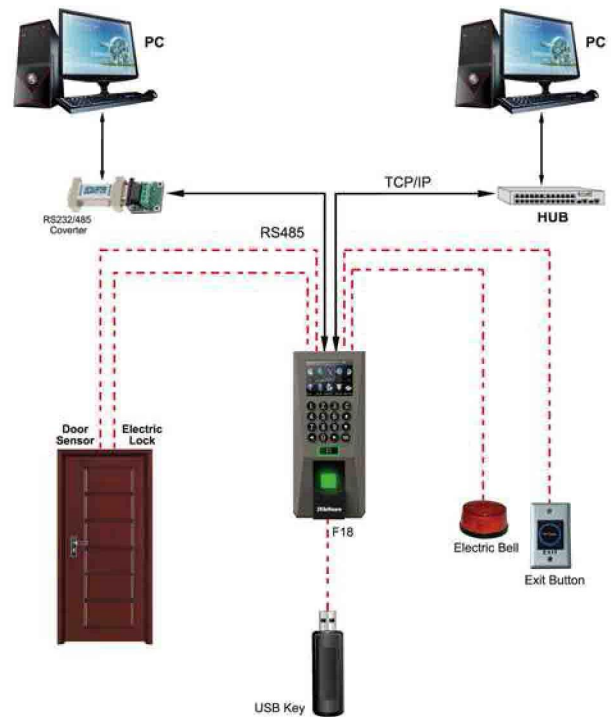 PC
PC
TCP/IP
RS232/485
Coverter
HUB
RS485
Door
Sensor
Electric
Lock
F18
Electric Bell
EXIT
Exit Button
USB Key